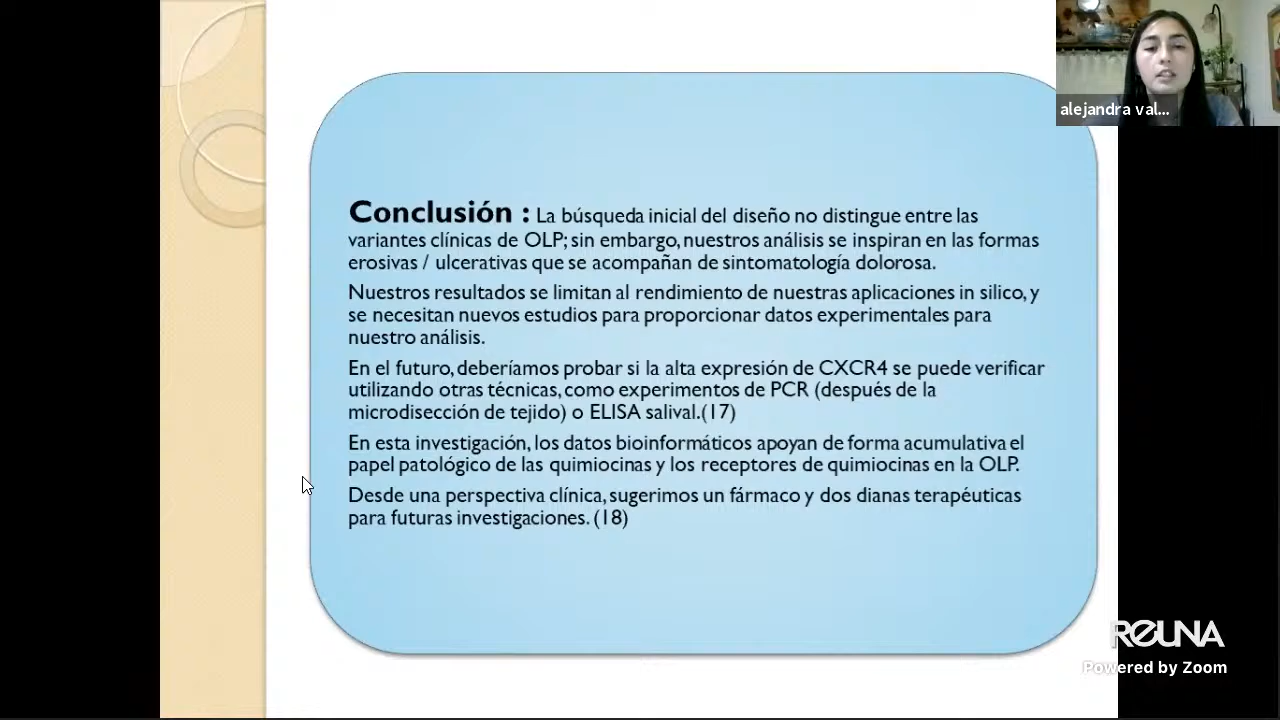 Conclusión : La búsqueda inicial del diseño no distingue entre las
variantes clínicas de OLP; sin embargo, nuestros análisis se inspiran en las formas
erosivas / ulcerativas que se acompañan de sintomatología dolorosa.
Nuestros resultados se limitan al rendimiento de nuestras aplicaciones in silico, y
se necesitan nuevos estudios para proporcionar datos experimentales para
nuestro análisis.
En el futuro, deberíamos probar si la alta expresión de CXCR4 se puede verificar
utilizando otras técnicas, como experimentos de PCR (después de la
microdisección de tejido) o ELISA salival.(17)
En esta investigación, los datos bioinformáticos apoyan de forma acumulativa el
papel patológico de las quimiocinas y los receptores de quimiocinas en la OLP.
Desde una perspectiva clínica, sugerimos un fármaco y dos dianas terapéuticas
para futuras investigaciones. (18)
alejandra val...
REUNA
Powered by Zoom